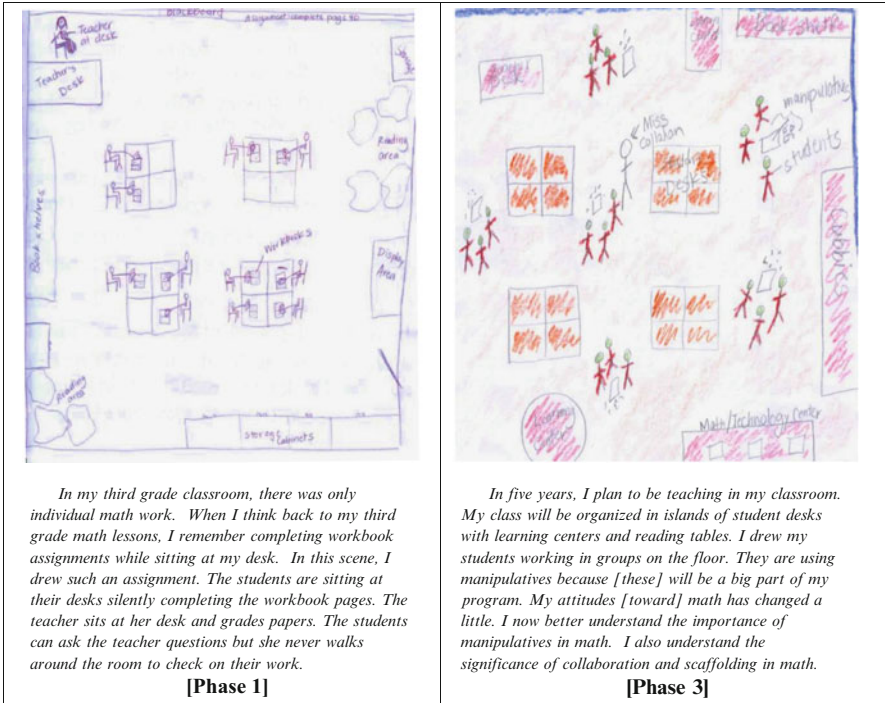 Blackboard
Assignment: complete page 90
Teacher
at desk
Teacher's
Desk
Reading
area
Book shelves
Workbooks
Display
Area
Reading
area
Storage
Cabinets
In my third grade classroom, there was only
individual math work. When I think back to my third
grade math lessons, I remember completing workbook
assignments while sitting at my desk. In this scene, I
drew such an assignment. The students are sitting at
their desks silently completing the workbook pages. The
teacher sits at her desk and grades papers. The students
can ask the teacher questions but she never walks
around the room to check on their work.
[Phase 1]
Miss
manipulatives
students
Desks
Cubbies
Math/Technology Center
In five years, I plan to be teaching in my classroom.
My class will be organized in islands of student desks
with learning centers and reading tables. I drew my
students working in groups on the floor. They are using
manipulatives because [these] will be a big part of my
program. My attitudes [toward] math has changed a
little. I now better understand the importance of
manipulatives in math. I also understand the
significance of collaboration and scaffolding in math.
[Phase 3]